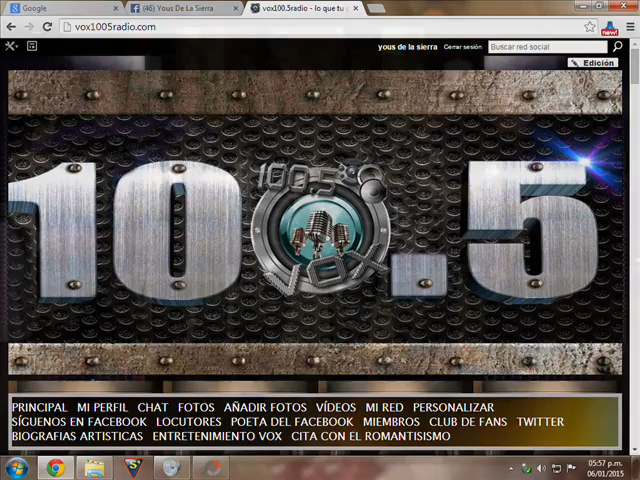 Google
(46) Yous De La Sierra
vox100.5radio - lo que tu
vox1005radio.com
new!
yous de la sierra
Cerrar sesión
Buscar red social
Edición
100.5
100.5
VOX
PRINCIPAL MI PERFIL CHAT FOTOS AÑADIR FOTOS VÍDEOS MI RED PERSONALIZAR
SÍGUENOS EN FACEBOOK LOCUTORES POETA DEL FACEBOOK MIEMBROS CLUB DE FANS TWITTER
BIOGRAFIAS ARTISTICAS ENTRETENIMIENTO VOX CITA CON EL ROMANTISISMO
05:57 p.m.
06/01/2015